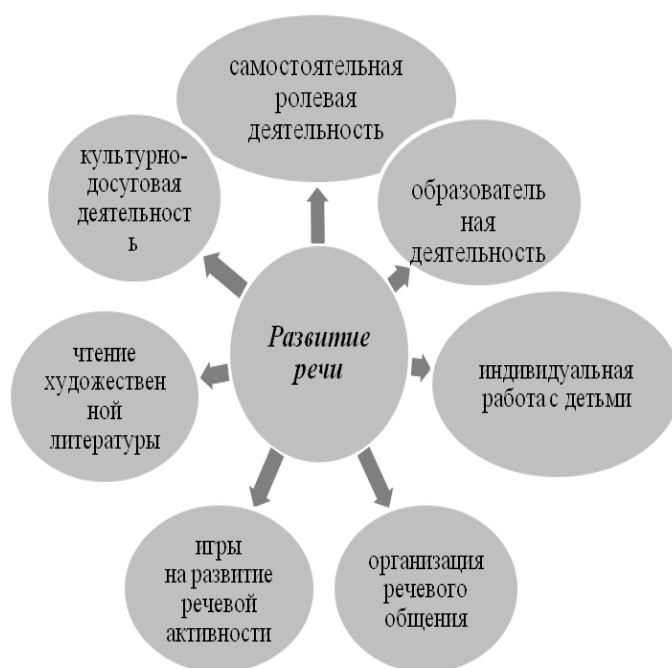 самостоятельная
ролевая
деятельность
культурно-
досуговая
деятельност
ь
образователь
ная
деятельность
Развитие
речи
чтение
художествен
ной
литературы
индивидуальная
работа с детьми
игры
на развитие
речевой
активности
организация
речевого
общения